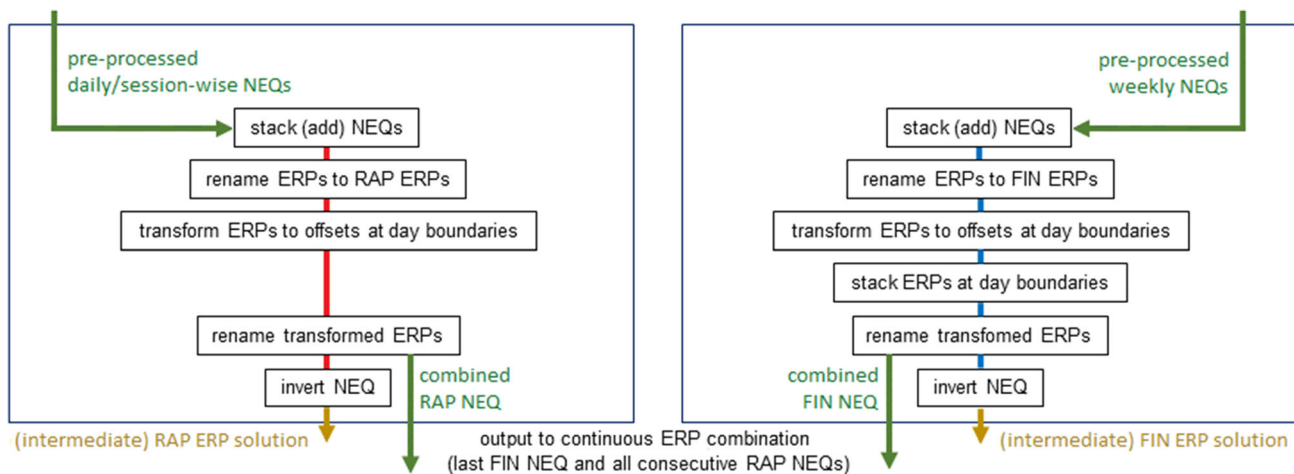 pre-processed
daily/session-wise NEQs
stack (add) NEQs
rename ERPs to RAP ERPs
transform ERPs to offsets at day boundaries
rename transformed ERPs
invert NEQ
combined
RAP NEQ
(intermediate) RAP ERP solution
pre-processed
weekly NEQs
stack (add) NEQs
rename ERPs to FIN ERPs
transform ERPs to offsets at day boundaries
stack ERPs at day boundaries
rename transfomed ERPs
invert NEQ
combined
FIN NEQ
(intermediate) FIN ERP solution
output to continuous ERP combination
(last FIN NEQ and all consecutive RAP NEQs)